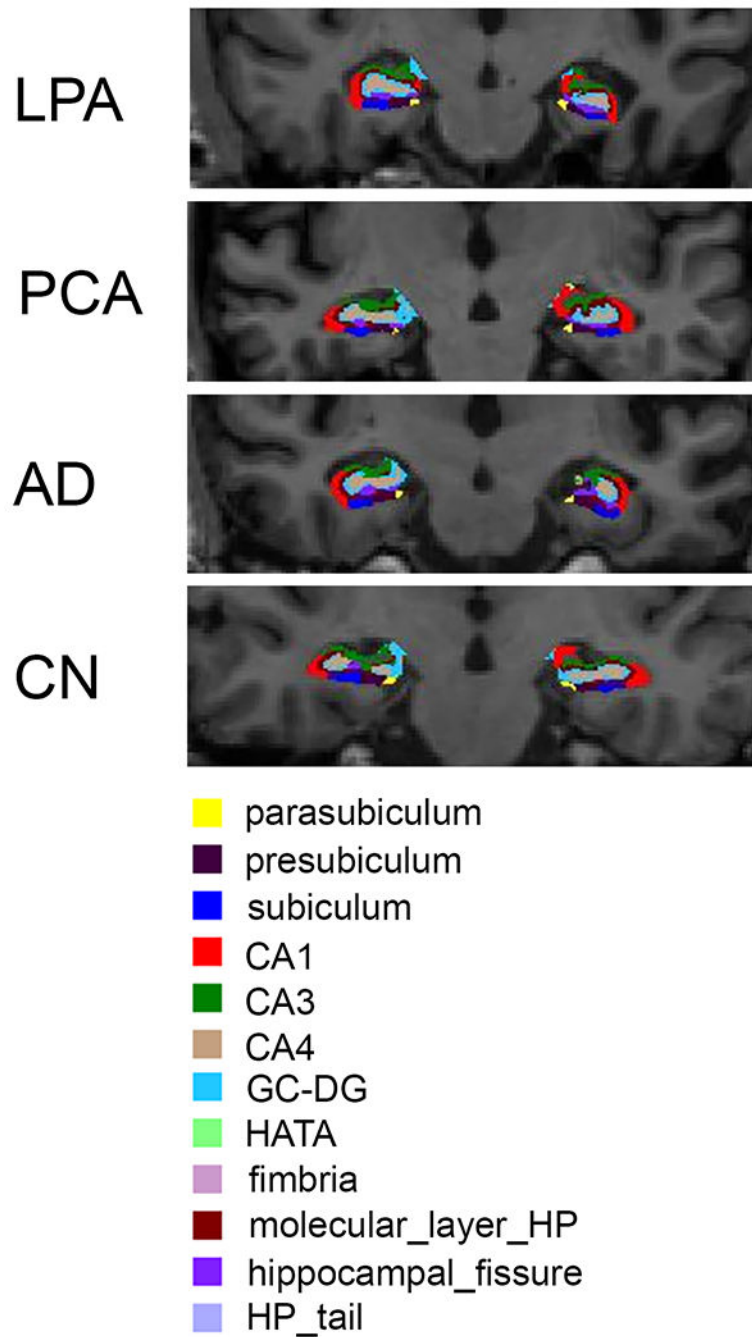 LPA
PCA
AD
CN
parasubiculum
presubiculum
subiculum
CA1
CA3
CA4
GC-DG
HATA
fimbria
molecular_layer_HP
hippocampal_fissure
HP_tail